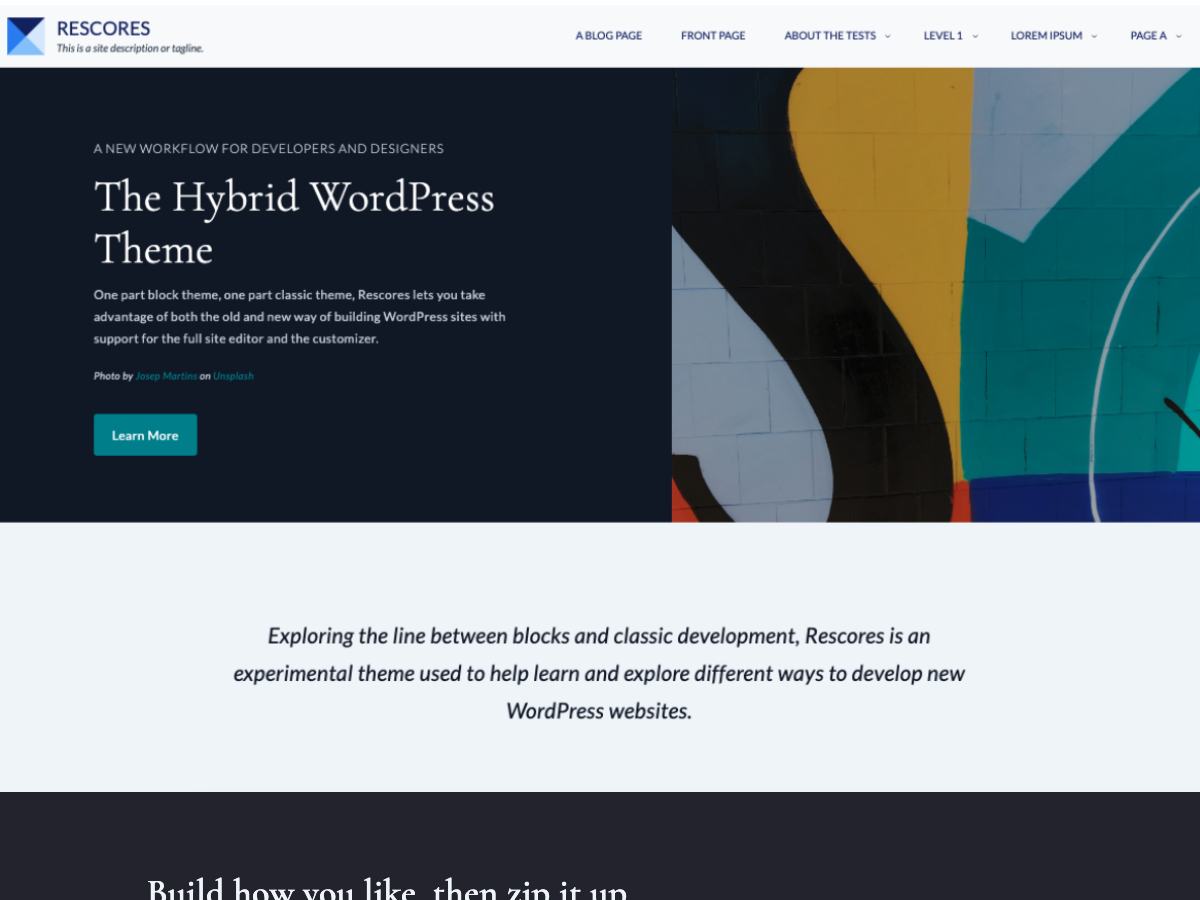 RESCORES
This is a site description or tagline.
A BLOG PAGE
FRONT PAGE
ABOUT THE TESTS
LEVEL 1
LOREM IPSUM
PAGE A
A NEW WORKFLOW FOR DEVELOPERS AND DESIGNERS
The Hybrid WordPress
Theme
One part block theme, one part classic theme, Rescores lets you take
advantage of both the old and new way of building WordPress sites with
support for the full site editor and the customizer.
Photo by Josep Martins on Unsplash
Learn More
Exploring the line between blocks and classic development, Rescores is an
experimental theme used to help learn and explore different ways to develop new
WordPress websites.
Build how you like, then zip it up